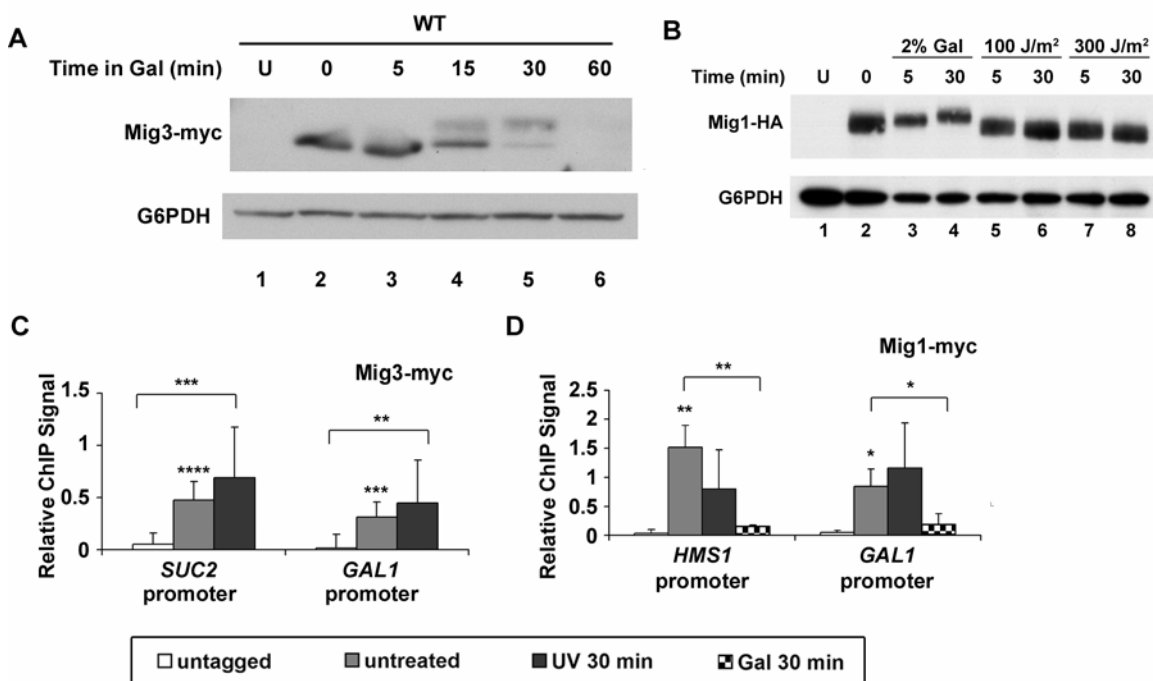 A
WT
Time in Gal (min) U 0 5 15 30 60
Mig3-myc
G6PDH
1 2 3 4 5 6
B
2% Gal 100 J/m² 300 J/m²
Time (min) U 0 5 30 5 30 5 30
Mig1-HA
G6PDH
1 2 3 4 5 6 7 8
C
Mig3-myc
Relative ChIP Signal
1.5
1
0.5
0
***
****
**
***
SUC2 promoter
GAL1 promoter
D
Mig1-myc
Relative ChIP Signal
2.5
2
1.5
1
0.5
0
**
**
*
*
HMS1 promoter
GAL1 promoter
untagged untreated UV 30 min Gal 30 min